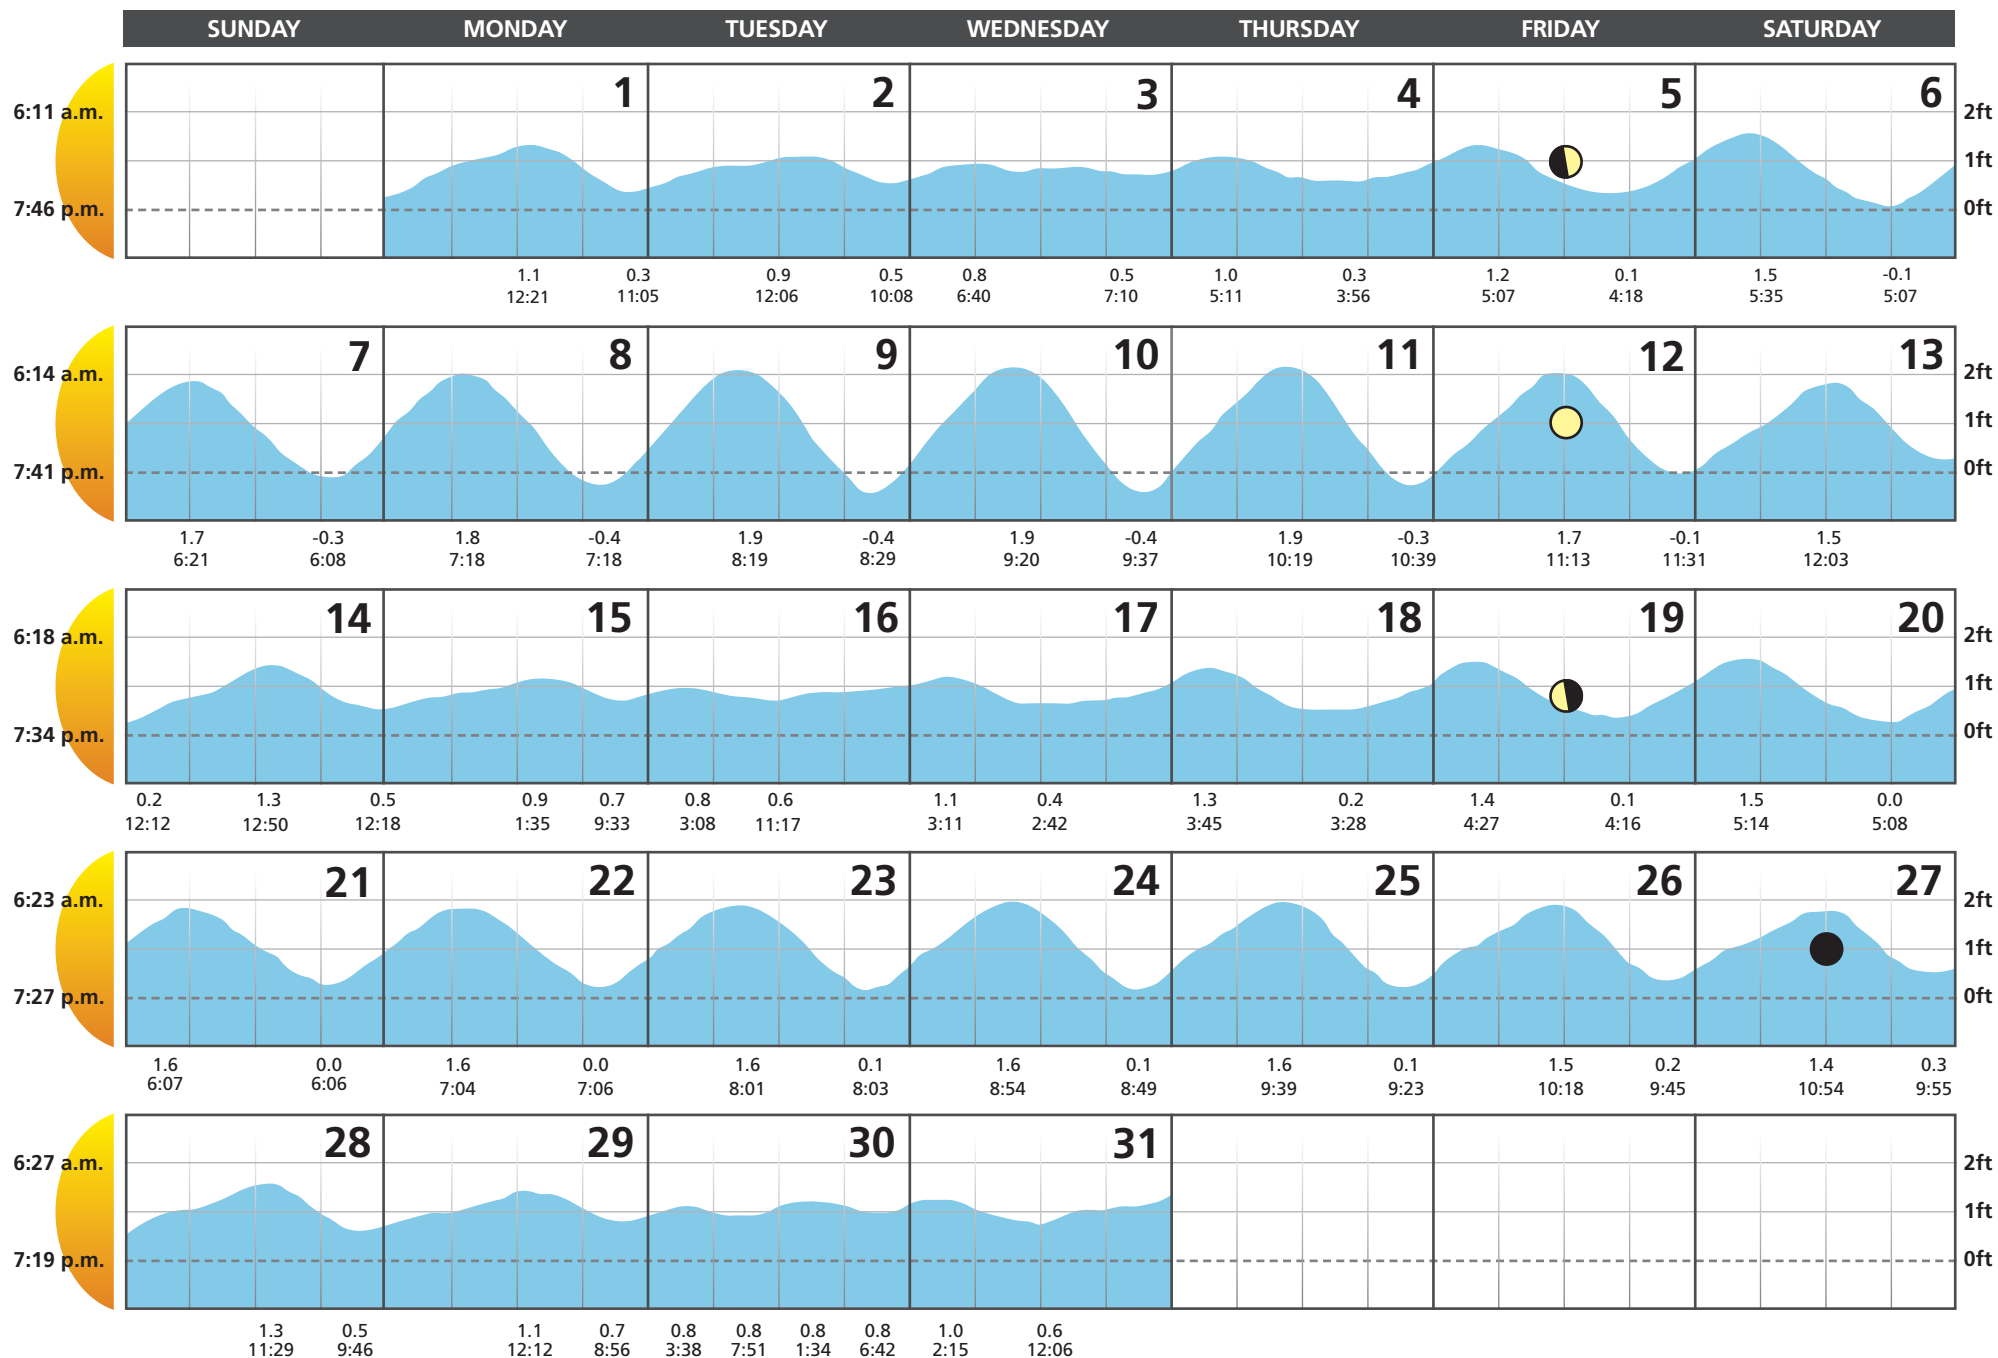 SUNDAY MONDAY TUESDAY WEDNESDAY THURSDAY FRIDAY SATURDAY
1 2 3 4 5 6
6:11 a.m. 2ft
1ft
7:46 p.m. 0ft
1.1 0.3 0.9 0.5 0.8 0.5 1.0 0.3 1.2 0.1 1.5 -0.1
12:21 11:05 12:06 10:08 6:40 7:10 5:11 3:56 5:07 4:18 5:35 5:07
7 8 9 10 11 12 13
6:14 a.m. 2ft
1ft
7:41 p.m. 0ft
1.7 -0.3 1.8 -0.4 1.9 -0.4 1.9 -0.4 1.9 -0.3 1.7 -0.1 1.5
6:21 6:08 7:18 7:18 8:19 8:29 9:20 9:37 10:19 10:39 11:13 11:31 12:03
14 15 16 17 18 19 20
6:18 a.m. 2ft
1ft
7:34 p.m. 0ft
0.2 1.3 0.5 0.9 0.7 0.8 0.6 1.1 0.4 1.3 0.2 1.4 0.1 1.5 0.0
12:12 12:50 12:18 1:35 9:33 3:08 11:17 3:11 2:42 3:45 3:28 4:27 4:16 5:14 5:08
21 22 23 24 25 26 27
6:23 a.m. 2ft
1ft
7:27 p.m. 0ft
1.6 0.0 1.6 0.0 1.6 0.1 1.6 0.1 1.6 0.1 1.5 0.2 1.4 0.3
6:07 6:06 7:04 7:06 8:01 8:03 8:54 8:49 9:39 9:23 10:18 9:45 10:54 9:55
28 29 30 31
6:27 a.m. 2ft
1ft
7:19 p.m. 0ft
1.3 0.5 1.1 0.7 0.8 0.8 0.8 0.8 1.0 0.6
11:29 9:46 12:12 8:56 3:38 7:51 1:34 6:42 2:15 12:06